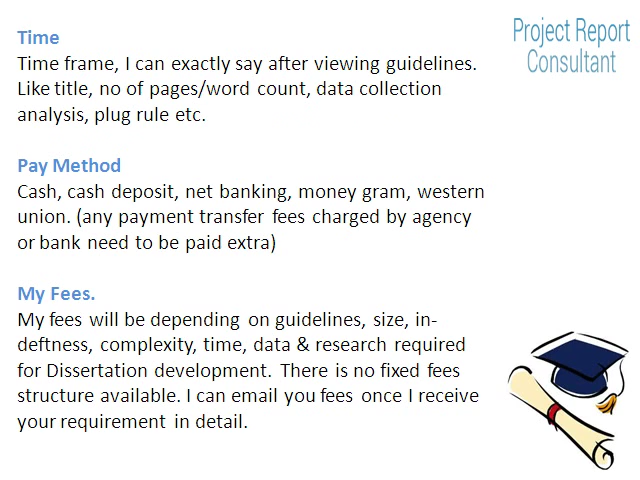 Project Report
Consultant
Time
Time frame, I can exactly say after viewing guidelines.
Like title, no of pages/word count, data collection
analysis, plug rule etc.
Pay Method
Cash, cash deposit, net banking, money gram, western
union. (any payment transfer fees charged by agency
or bank need to be paid extra)
My Fees.
My fees will be depending on guidelines, size, in-
deftness, complexity, time, data & research required
for Dissertation development. There is no fixed fees
structure available. I can email you fees once I receive
your requirement in detail.